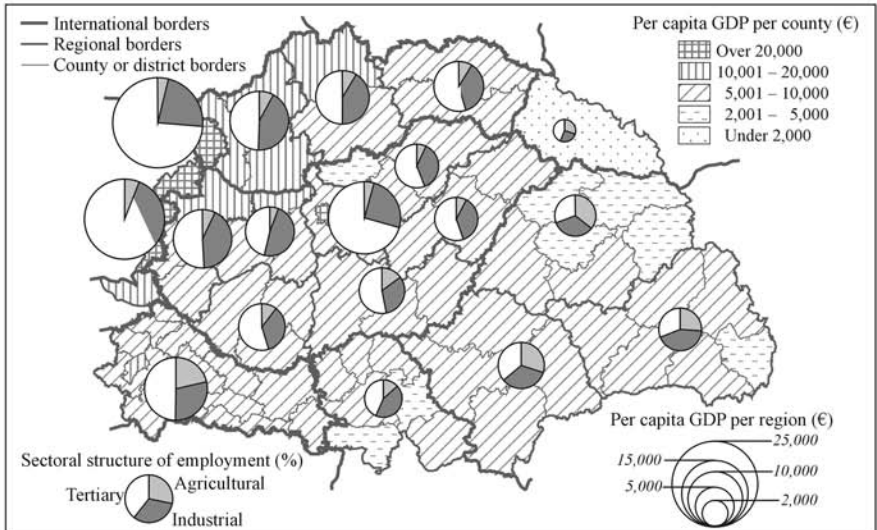 International borders
Regional borders
County or district borders
Per capita GDP per county (€)
Over 20,000
10,001 – 20,000
5,001 – 10,000
2,001 – 5,000
Under 2,000
Sectoral structure of employment (%)
Tertiary
Agricultural
Industrial
Per capita GDP per region (€)
25,000
15,000
10,000
5,000
2,000